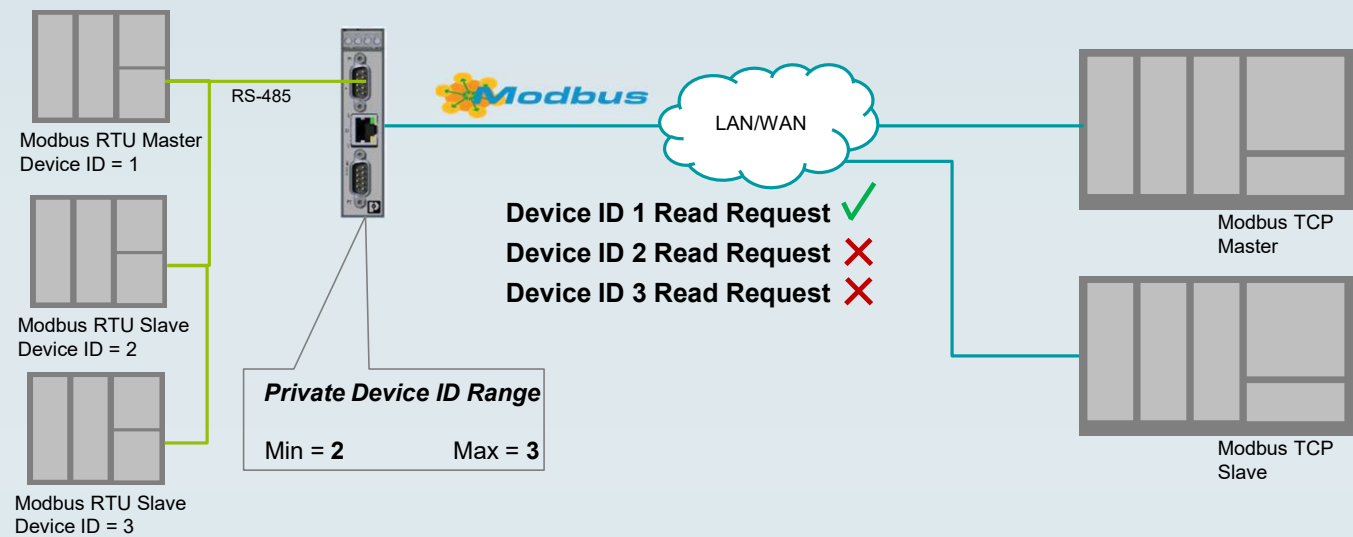 Modbus RTU Master
Device ID = 1
RS-485
Modbus
LAN/WAN
Modbus TCP
Master
Device ID 1 Read Request
Device ID 2 Read Request
Device ID 3 Read Request
Modbus RTU Slave
Device ID = 2
Private Device ID Range
Min = 2 Max = 3
Modbus TCP
Slave
Modbus RTU Slave
Device ID = 3